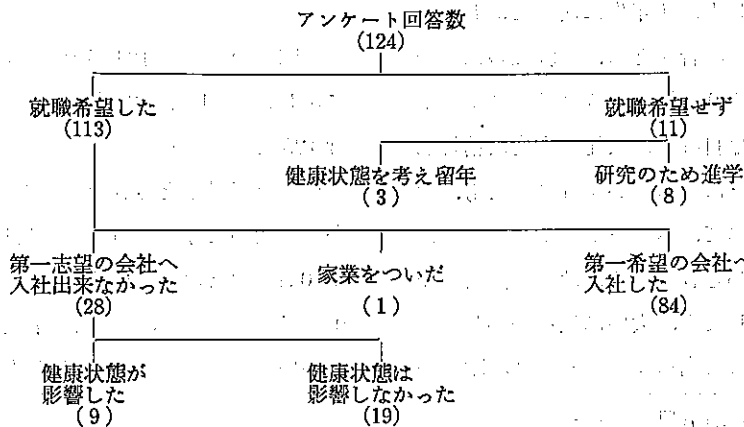 アンケート回答数
(124)
就職希望した
(113)
就職希望せず
(11)
健康状態を考え留年
(3)
研究のため進学
(8)
第一志望の会社へ
入社出来なかった
(28)
家業をついだ
(1)
第一希望の会社へ
入社した
(84)
健康状態が
影響した
(9)
健康状態は
影響しなかった
(19)